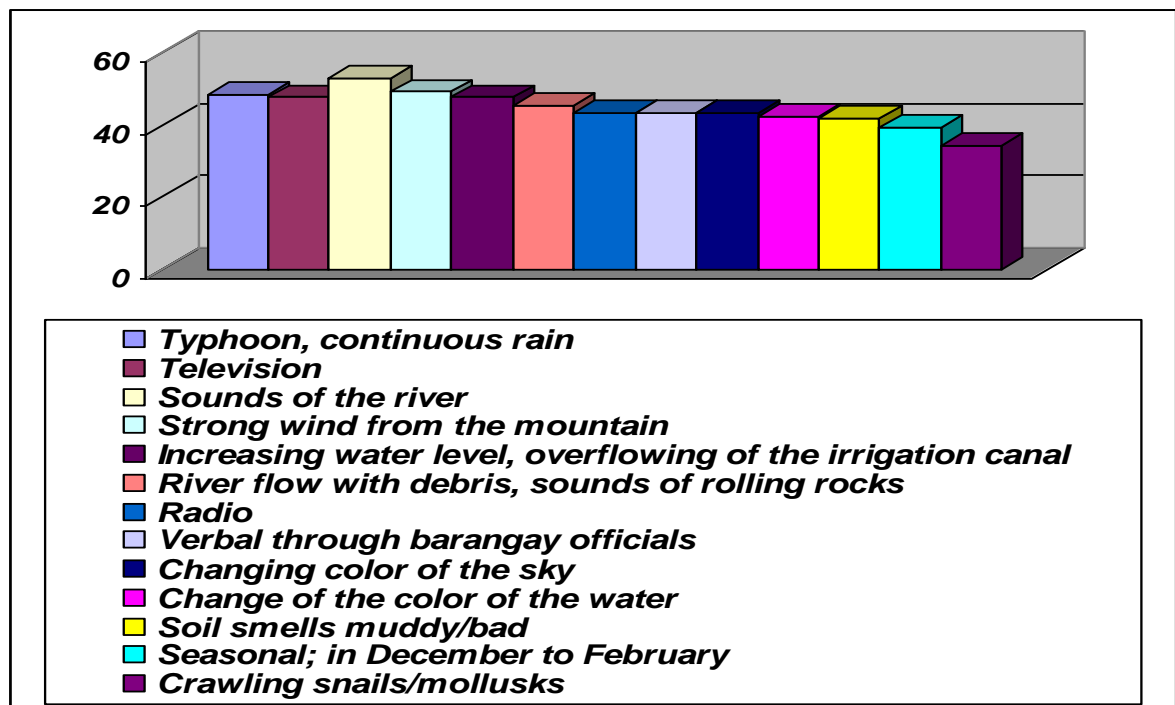 60
40
20
0
Typhoon, continuous rain
Television
Sounds of the river
Strong wind from the mountain
Increasing water level, overflowing of the irrigation canal
River flow with debris, sounds of rolling rocks
Radio
Verbal through barangay officials
Changing color of the sky
Change of the color of the water
Soil smells muddy/bad
Seasonal; in December to February
Crawling snails/mollusks